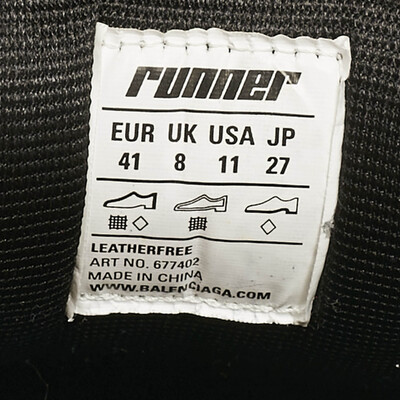 runner
EUR UK USA JP
41 8 11 27
LEATHERFREE
ART NO. 677402
MADE IN CHINA
WWW.BALENCIAGA.COM